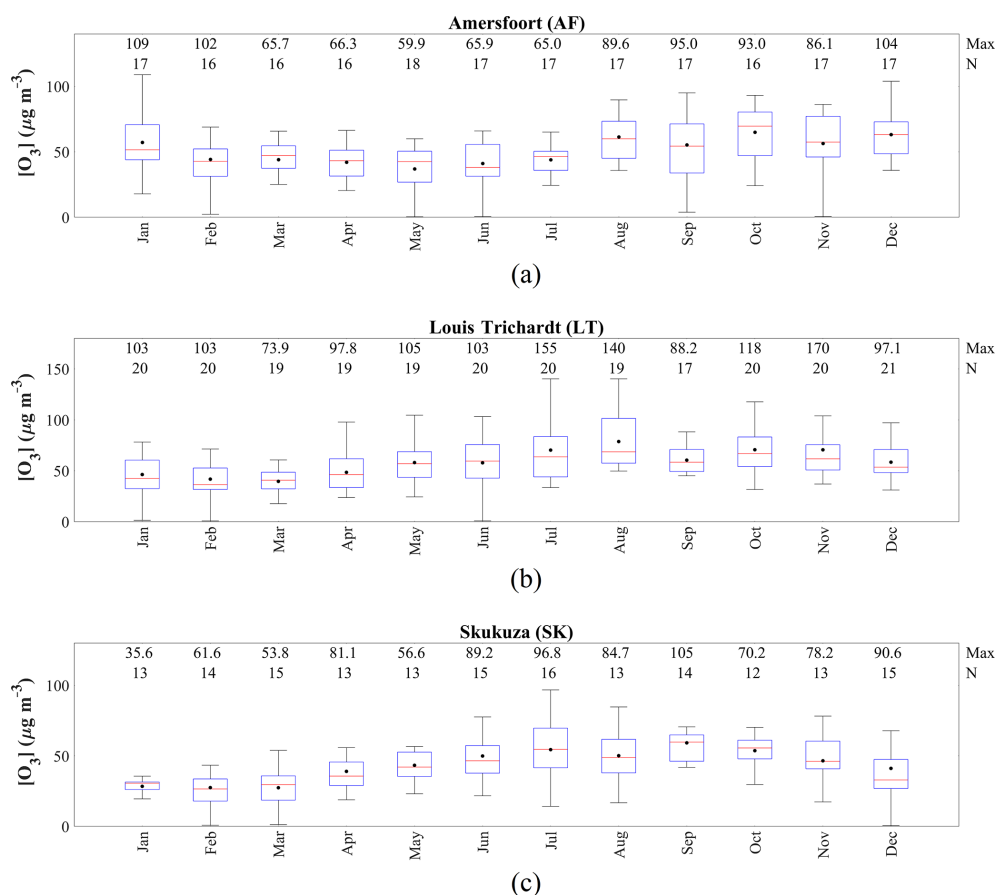 Amersfoort (AF)
109 102 65.7 66.3 59.9 65.9 65.0 89.6 95.0 93.0 86.1 104 Max
17 16 16 16 18 17 17 17 17 16 17 17 N
100
50
0
[O₃] (μg m⁻³)
Jan Feb Mar Apr May Jun Jul Aug Sep Oct Nov Dec
(a)
Louis Trichardt (LT)
103 103 73.9 97.8 105 103 155 140 88.2 118 170 97.1 Max
20 20 19 19 19 20 20 19 17 20 20 21 N
150
100
50
0
[O₃] (μg m⁻³)
Jan Feb Mar Apr May Jun Jul Aug Sep Oct Nov Dec
(b)
Skukuza (SK)
35.6 61.6 53.8 81.1 56.6 89.2 96.8 84.7 105 70.2 78.2 90.6 Max
13 14 15 13 13 15 16 13 14 12 13 15 N
100
50
0
[O₃] (μg m⁻³)
Jan Feb Mar Apr May Jun Jul Aug Sep Oct Nov Dec
(c)